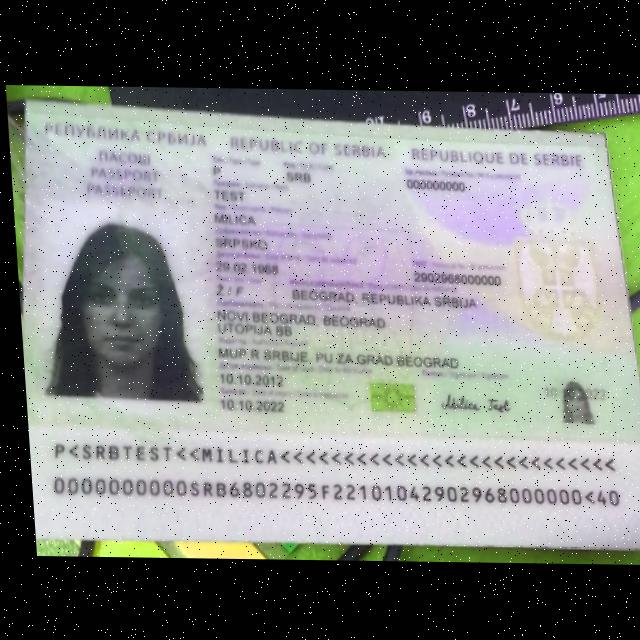 РЕПУБЛИКА СРБИЈА REPUBLIC OF SERBIA REPUBLIQUE DE SERBIE
ПАСОШ
PASSPORT
PASSEPORT
P SRB 000000000
TEST
MILICA
SRPSKO
29 02 1968 2902968000000
Z / F BEOGRAD, REPUBLIKA SRBIJA
NOVI BEOGRAD, BEOGRAD
UTOPIJA BB
MUP R SRBIJE, PU ZA GRAD BEOGRAD
10.10.2012
10.10.2022 Milica Test
P<SRBTEST<<MILICA<<<<<<<<<<<<<<<<<<<<<<<<<<<
0000000000SRB6802295F22101042902968000000<40